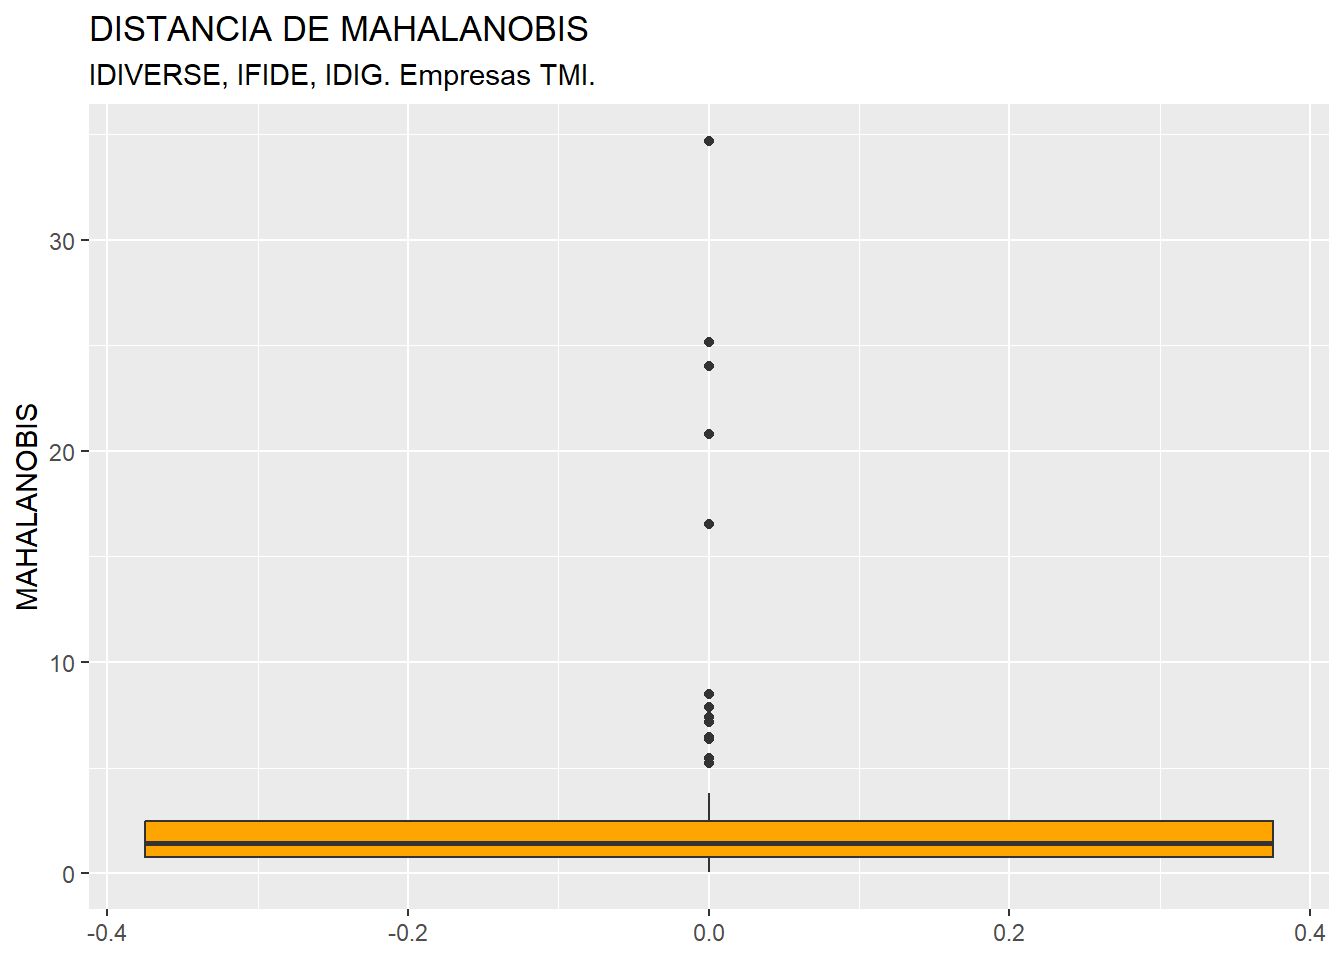 DISTANCIA DE MAHALANOBIS
IDIVERSE, IFIDE, IDIG. Empresas TMI.
MAHALANOBIS
30
20
10
0
-0.4 -0.2 0.0 0.2 0.4